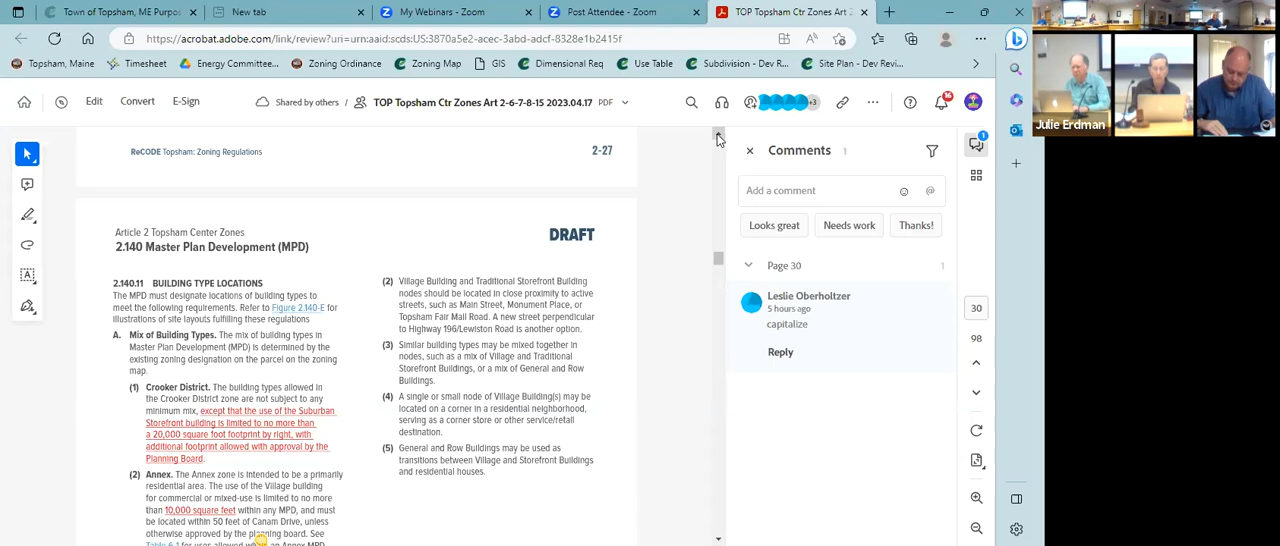 Town of Topsham, ME Purpo
New tab
My Webinars - Zoom
Post Attendee - Zoom
TOP Topsham Ctr Zones Art 2
https://acrobat.adobe.com/link/review?uri=urn:aaid:scds:US:3870a5e2-acec-3abd-adcf-8328e1b2415f
Topsham, Maine
Timesheet
Energy Committee...
Zoning Ordinance
Zoning Map
GIS
Dimensional Req
Use Table
Subdivision - Dev R...
Site Plan - Dev Revi...
Edit
Convert
E-Sign
Shared by others
TOP Topsham Ctr Zones Art 2-6-7-8-15 2023.04.17
PDF
+3
16
Julie Erdman
ReCODE Topsham: Zoning Regulations
2-27
Article 2 Topsham Center Zones
2.140 Master Plan Development (MPD)
DRAFT
2.140.11 BUILDING TYPE LOCATIONS
The MPD must designate locations of building types to
meet the following requirements. Refer to Figure 2.140-E for
illustrations of site layouts fulfilling these regulations
A. Mix of Building Types. The mix of building types in
Master Plan Development (MPD) is determined by the
existing zoning designation on the parcel on the zoning
map.
(1) Crooker District. The building types allowed in
the Crooker District zone are not subject to any
minimum mix, except that the use of the Suburban
Storefront building is limited to no more than
a 20,000 square foot footprint by right, with
additional footprint allowed with approval by the
Planning Board.
(2) Annex. The Annex zone is intended to be a primarily
residential area. The use of the Village building
for commercial or mixed-use is limited to no more
than 10,000 square feet within any MPD, and must
be located within 50 feet of Canam Drive, unless
otherwise approved by the planning board. See
Table 6.1 for uses allowed within an Annex MPD
(2) Village Building and Traditional Storefront Building
nodes should be located in close proximity to active
streets, such as Main Street, Monument Place, or
Topsham Fair Mall Road. A new street perpendicular
to Highway 196/Lewiston Road is another option.
(3) Similar building types may be mixed together in
nodes, such as a mix of Village and Traditional
Storefront Buildings, or a mix of General and Row
Buildings.
(4) A single or small node of Village Building(s) may be
located on a corner in a residential neighborhood,
serving as a corner store or other service/retail
destination.
(5) General and Row Buildings may be used as
transitions between Village and Storefront Buildings
and residential houses.
Comments 1
Add a comment
@
Looks great
Needs work
Thanks!
Page 30
1
Leslie Oberholtzer
5 hours ago
capitalize
Reply
1
30
98